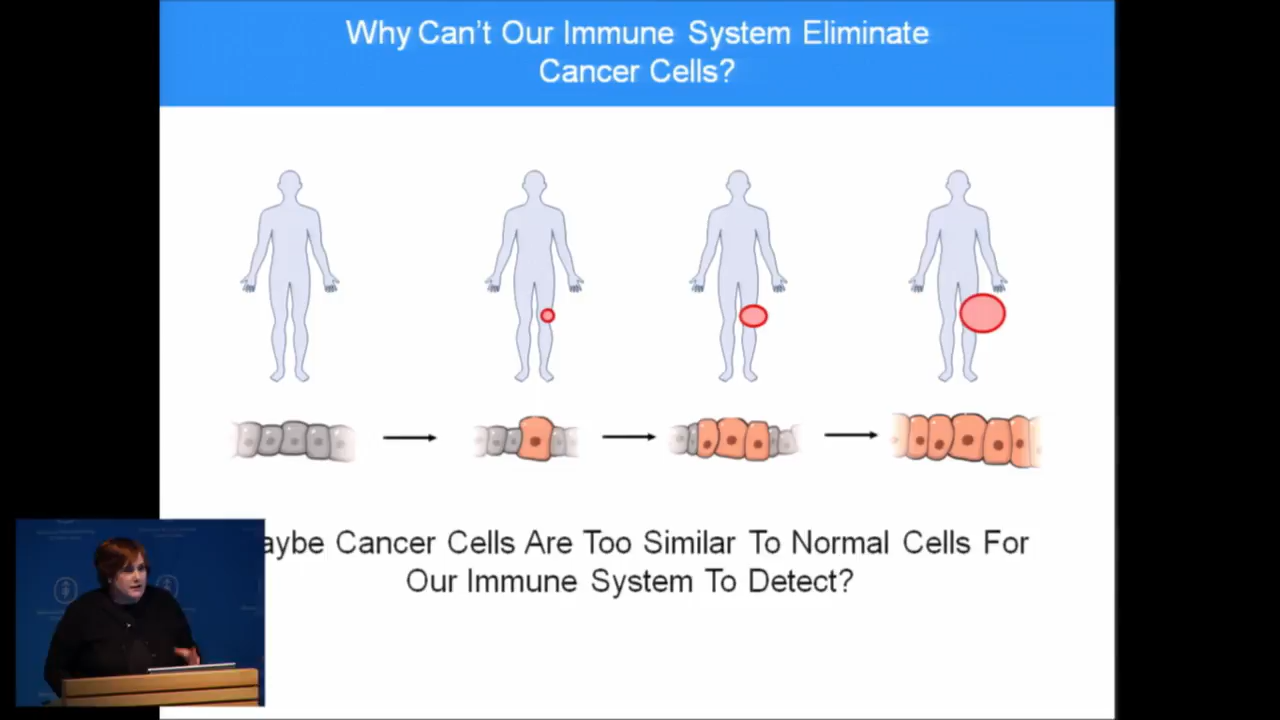 Why Can't Our Immune System Eliminate
Cancer Cells?
aybe Cancer Cells Are Too Similar To Normal Cells For
Our Immune System To Detect?